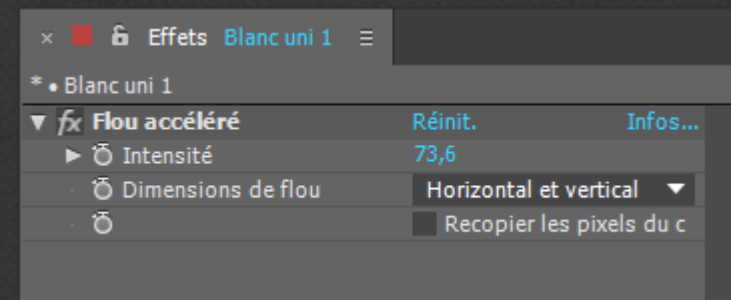 × Effets Blanc uni 1 ≡
* • Blanc uni 1
fx Flou accéléré Réinit. Infos...
Intensité 73,6
Dimensions de flou Horizontal et vertical
Recopier les pixels du c